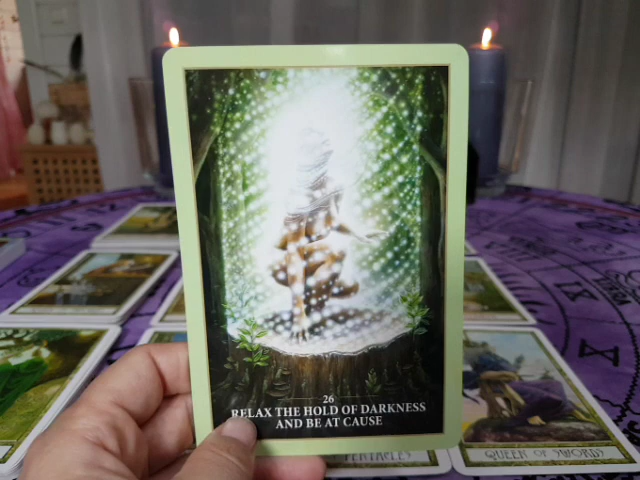 26
RELAX THE HOLD OF DARKNESS
AND BE AT CAUSE
PENTACLES
QUEEN OF SWORDS